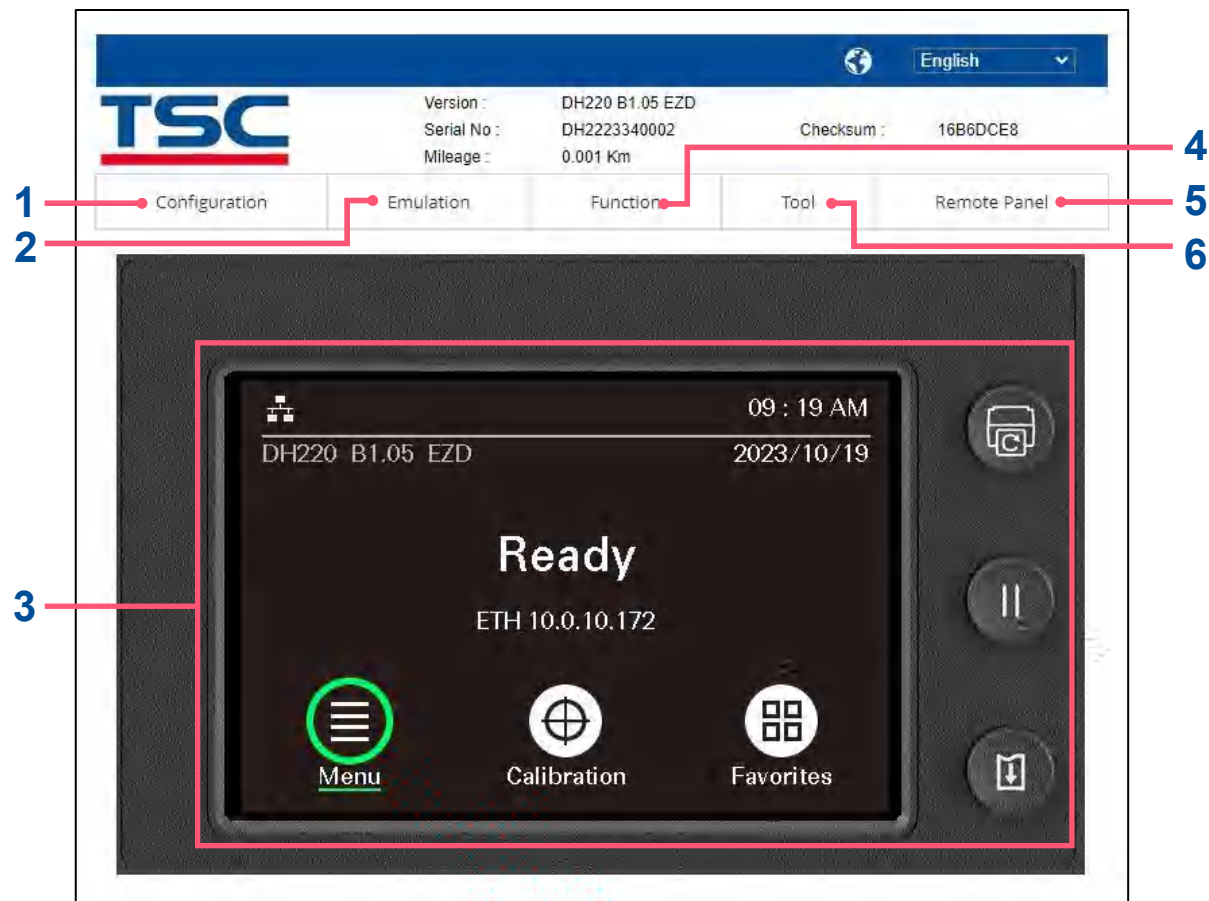 English
TSC
Version : DH220 B1.05 EZD
Serial No : DH2223340002 Checksum : 16B6DCE8
Mileage : 0.001 Km
4
1 Configuration Emulation Function Tool Remote Panel 5
2 6
09 : 19 AM
DH220 B1.05 EZD 2023/10/19
Ready
3
ETH 10.0.10.172
Menu Calibration Favorites